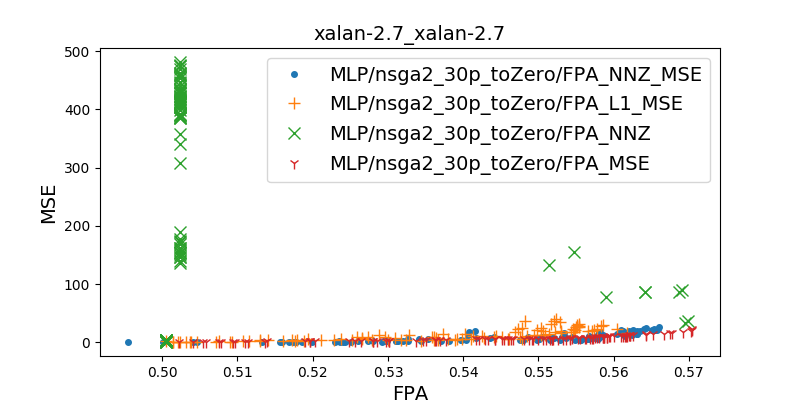 xalan-2.7_xalan-2.7
MLP/nsga2_30p_toZero/FPA_NNZ_MSE
MLP/nsga2_30p_toZero/FPA_L1_MSE
MLP/nsga2_30p_toZero/FPA_NNZ
MLP/nsga2_30p_toZero/FPA_MSE
MSE
500
400
300
200
100
0
0.50 0.51 0.52 0.53 0.54 0.55 0.56 0.57
FPA